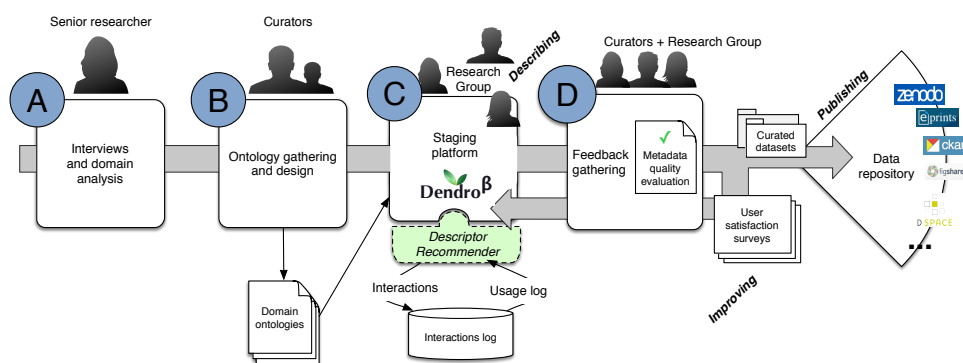 Senior researcher
Curators
Research
Group
Describing
Curators + Research Group
A
B
C
D
Interviews
and domain
analysis
Ontology gathering
and design
Staging
platform
Dendro β
Descriptor
Recommender
Interactions
Usage log
Interactions log
Domain
ontologies
Feedback
gathering
✓
Metadata
quality
evaluation
Curated
datasets
User
satisfaction
surveys
Improving
Publishing
Data
repository
zenodo
eprints
ckan
figshare
DSPACE
...